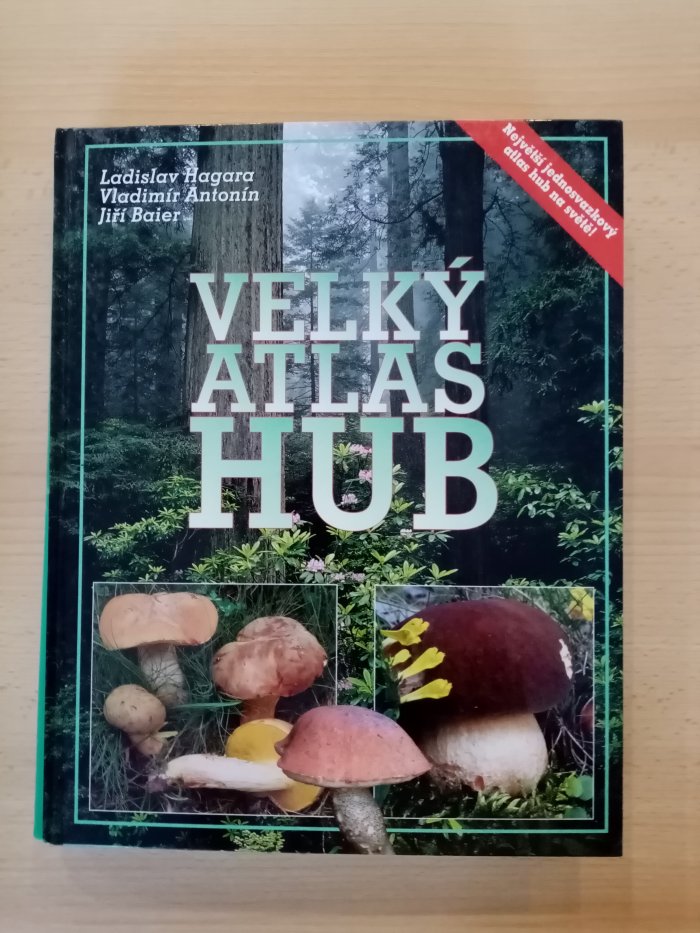 Ladislav Hagara
Vladimír Antonín
Jiří Baier
Největší jednosvazkový
atlas hub na světě!
VELKÝ
ATLAS
HUB